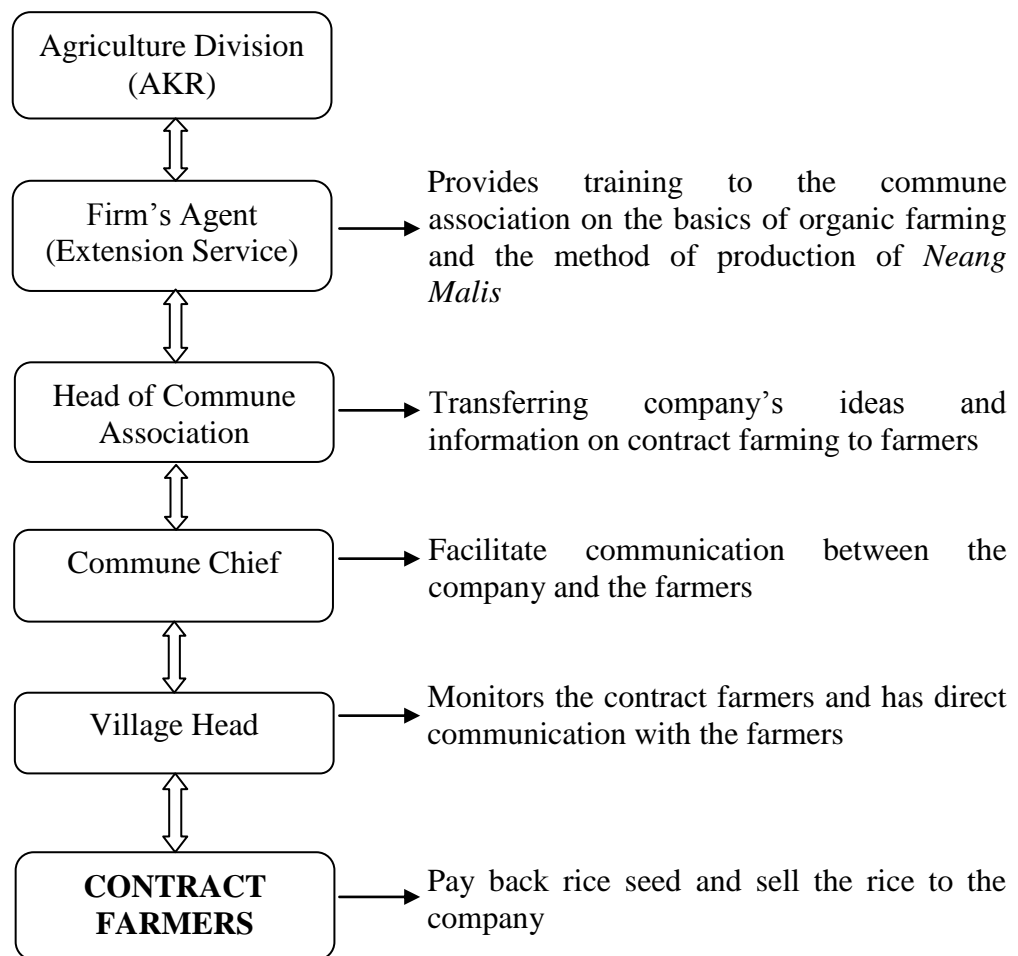 Agriculture Division
(AKR)
Firm’s Agent
(Extension Service)
Provides training to the commune
association on the basics of organic farming
and the method of production of Neang
Malis
Head of Commune
Association
Transferring company’s ideas and
information on contract farming to farmers
Commune Chief
Facilitate communication between the
company and the farmers
Village Head
Monitors the contract farmers and has direct
communication with the farmers
CONTRACT
FARMERS
Pay back rice seed and sell the rice to the
company